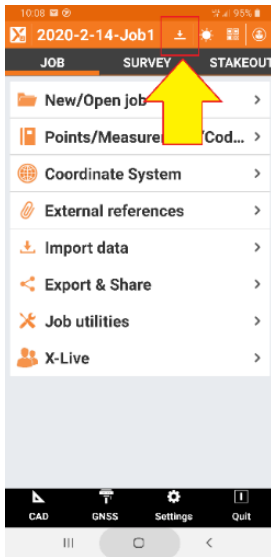 10:08 95%
2020-2-14-Job1
JOB SURVEY STAKEOUT
New/Open job
Points/Measure /Cod...
Coordinate System
External references
Import data
Export & Share
Job utilities
X-Live
CAD GNSS Settings Quit